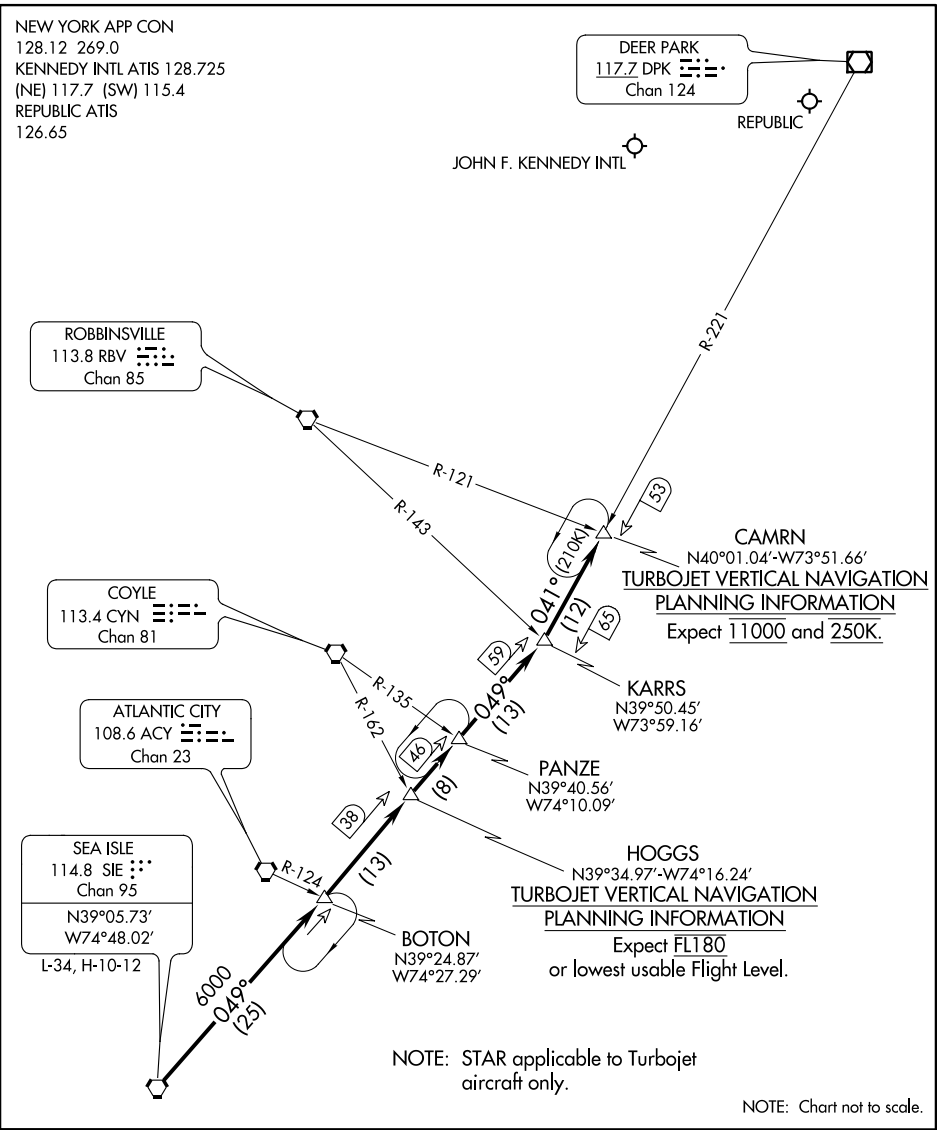 NEW YORK APP CON
128.12 269.0
KENNEDY INTL ATIS 128.725
(NE) 117.7 (SW) 115.4
REPUBLIC ATIS
126.65
DEER PARK
117.7 DPK
Chan 124
REPUBLIC
JOHN F. KENNEDY INTL
R-221
ROBBINSVILLE
113.8 RBV
Chan 85
R-121
R-143
53
CAMRN
N40°01.04'-W73°51.66'
TURBOJET VERTICAL NAVIGATION
PLANNING INFORMATION
Expect 11000 and 250K.
(210K)
041°
(12)
65
59
COYLE
113.4 CYN
Chan 81
R-135
R-162
KARRS
N39°50.45'
W73°59.16'
049°
(13)
ATLANTIC CITY
108.6 ACY
Chan 23
46
(8)
PANZE
N39°40.56'
W74°10.09'
38
(13)
HOGGS
N39°34.97'-W74°16.24'
TURBOJET VERTICAL NAVIGATION
PLANNING INFORMATION
Expect FL180
or lowest usable Flight Level.
SEA ISLE
114.8 SIE
Chan 95
N39°05.73'
W74°48.02'
L-34, H-10-12
R-124
BOTON
N39°24.87'
W74°27.29'
6000
049°
(25)
NOTE: STAR applicable to Turbojet
aircraft only.
NOTE: Chart not to scale.